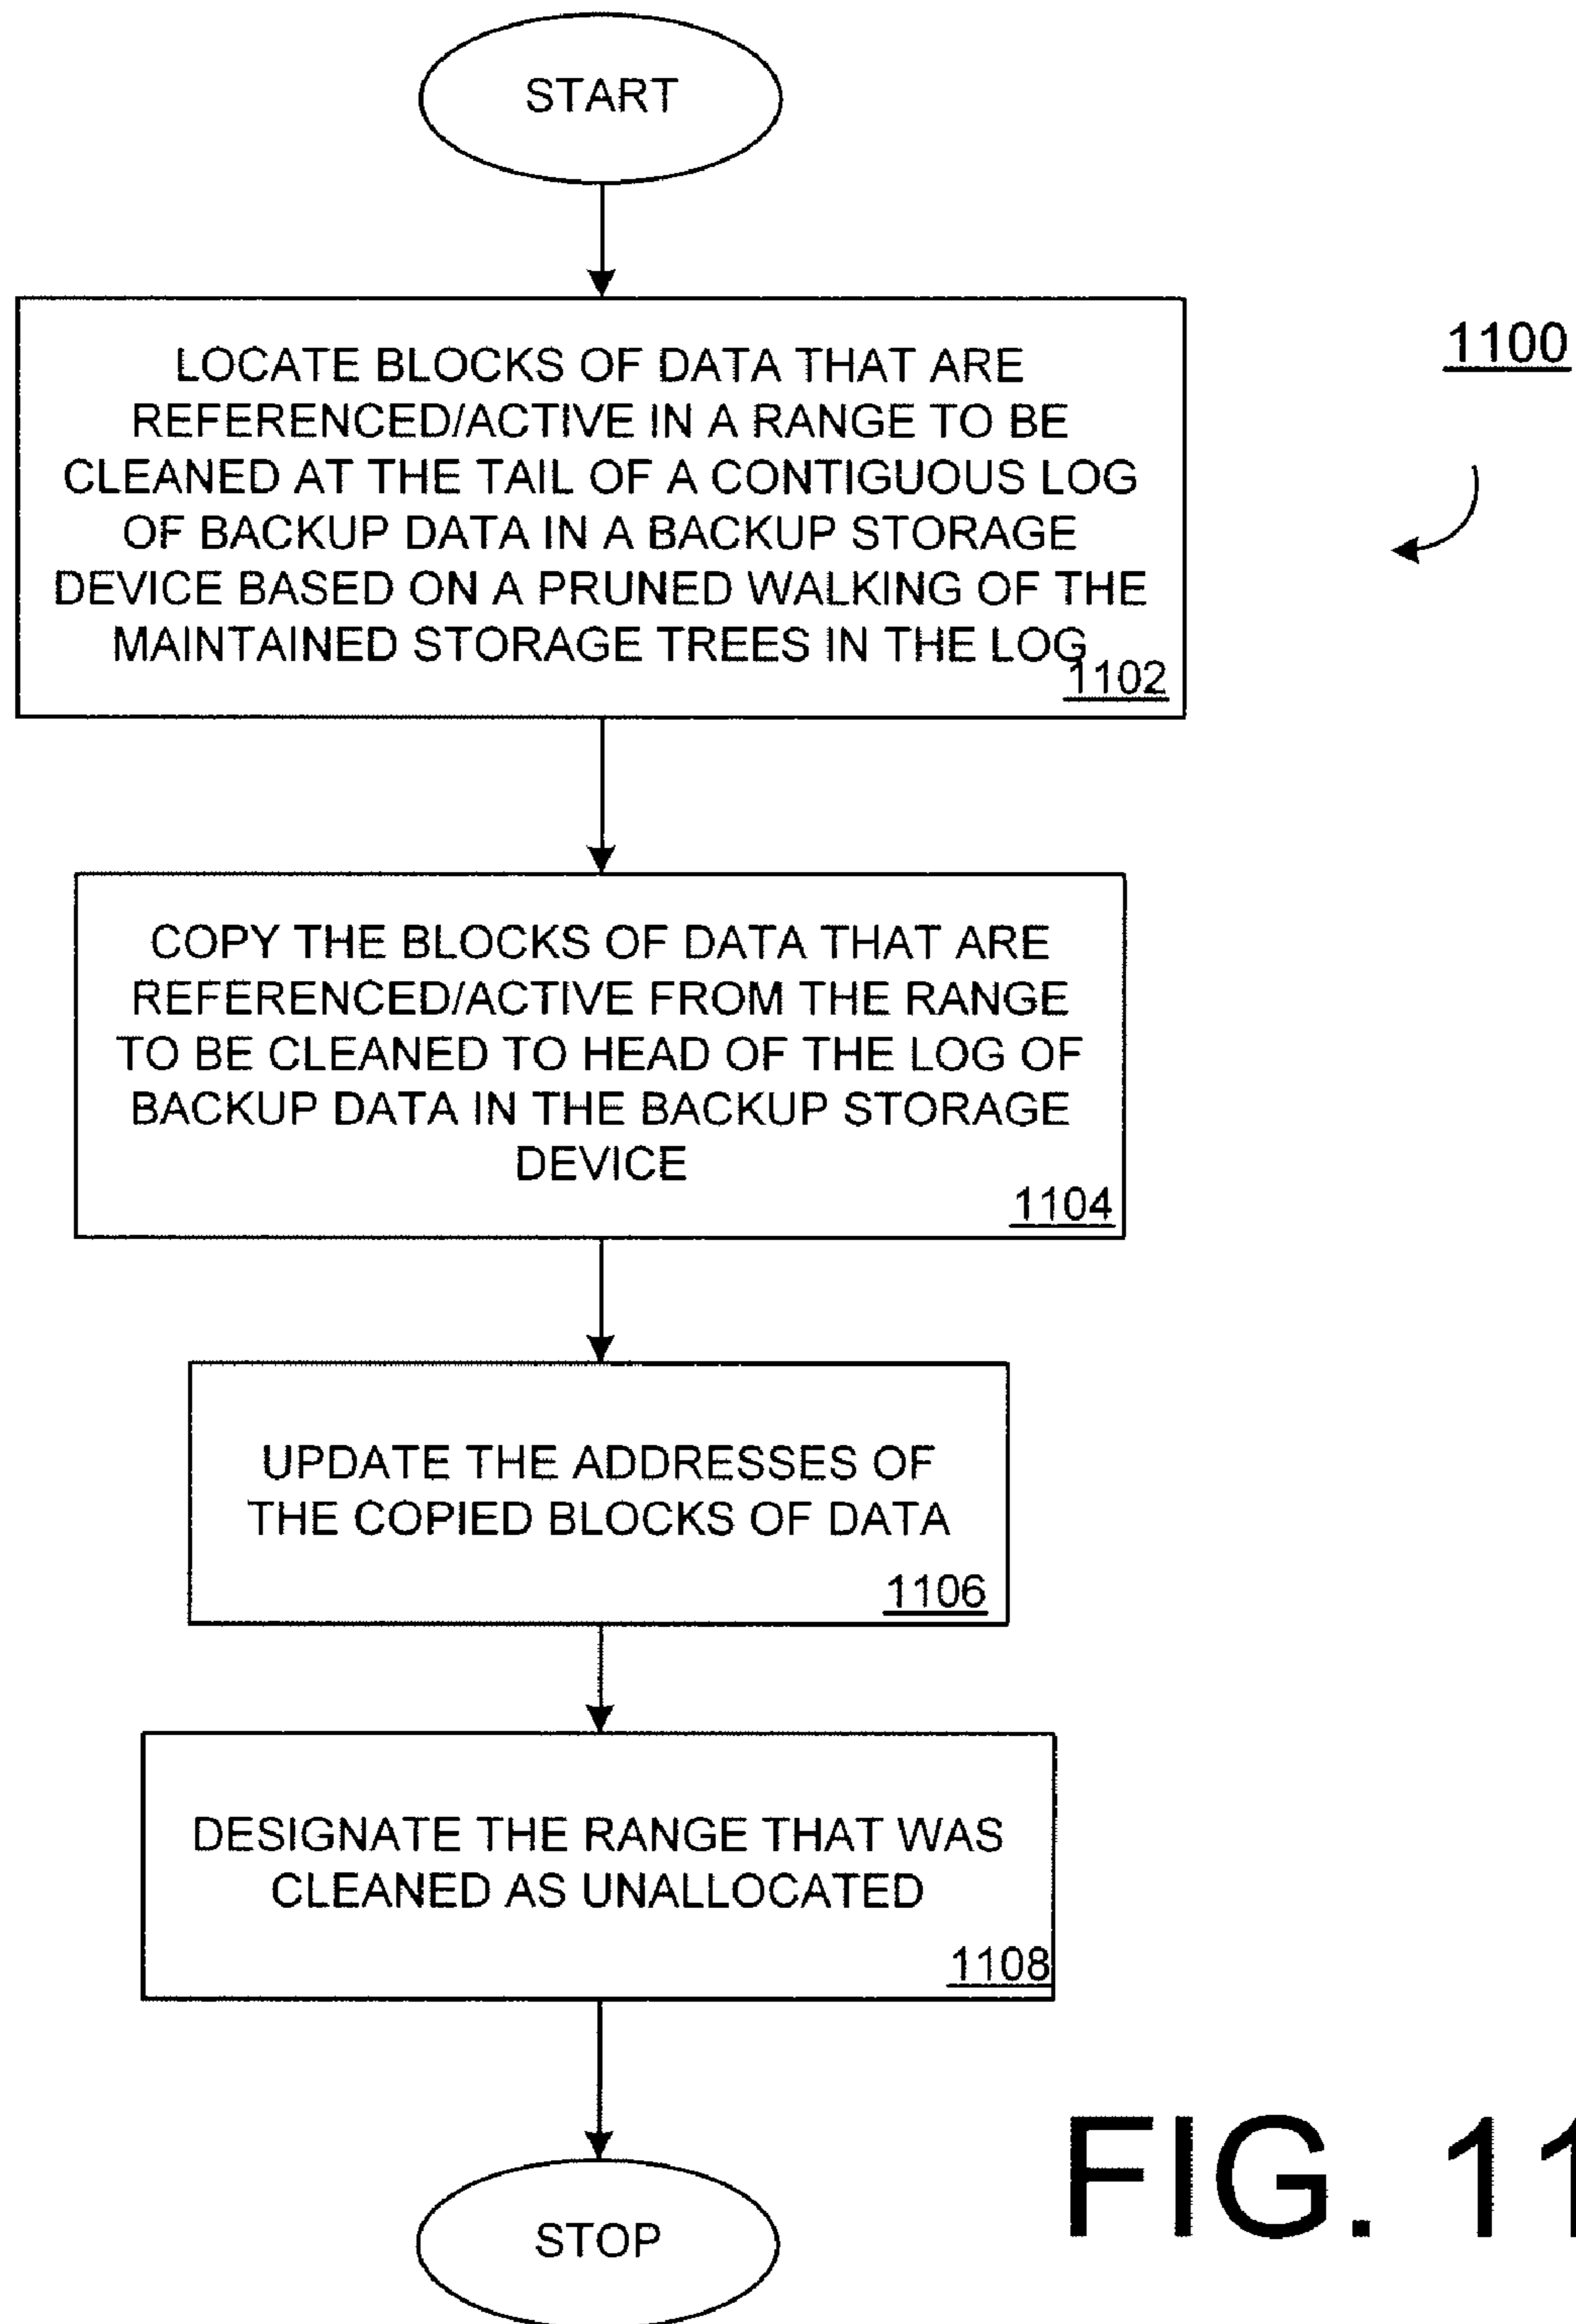 START
LOCATE BLOCKS OF DATA THAT ARE
REFERENCED/ACTIVE IN A RANGE TO BE
CLEANED AT THE TAIL OF A CONTIGUOUS LOG
OF BACKUP DATA IN A BACKUP STORAGE
DEVICE BASED ON A PRUNED WALKING OF THE
MAINTAINED STORAGE TREES IN THE LOG
1102
1100
COPY THE BLOCKS OF DATA THAT ARE
REFERENCED/ACTIVE FROM THE RANGE
TO BE CLEANED TO HEAD OF THE LOG OF
BACKUP DATA IN THE BACKUP STORAGE
DEVICE
1104
UPDATE THE ADDRESSES OF
THE COPIED BLOCKS OF DATA
1106
DESIGNATE THE RANGE THAT WAS
CLEANED AS UNALLOCATED
1108
STOP
FIG. 11